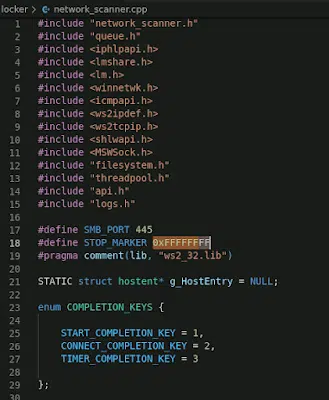 locker > network_scanner.cpp
1 #include "network_scanner.h"
2 #include "queue.h"
3 #include <iphlpapi.h>
4 #include <lmshare.h>
5 #include <lm.h>
6 #include <winnetwk.h>
7 #include <icmpapi.h>
8 #include <ws2ipdef.h>
9 #include <ws2tcpip.h>
10 #include <shlwapi.h>
11 #include <MSWSock.h>
12 #include "filesystem.h"
13 #include "threadpool.h"
14 #include "api.h"
15 #include "logs.h"
16
17 #define SMB_PORT 445
18 #define STOP_MARKER 0xFFFFFFFF
19 #pragma comment(lib, "ws2_32.lib")
20
21 STATIC struct hostent* g_HostEntry = NULL;
22
23 enum COMPLETION_KEYS {
24
25 START_COMPLETION_KEY = 1,
26 CONNECT_COMPLETION_KEY = 2,
27 TIMER_COMPLETION_KEY = 3
28
29 };
30